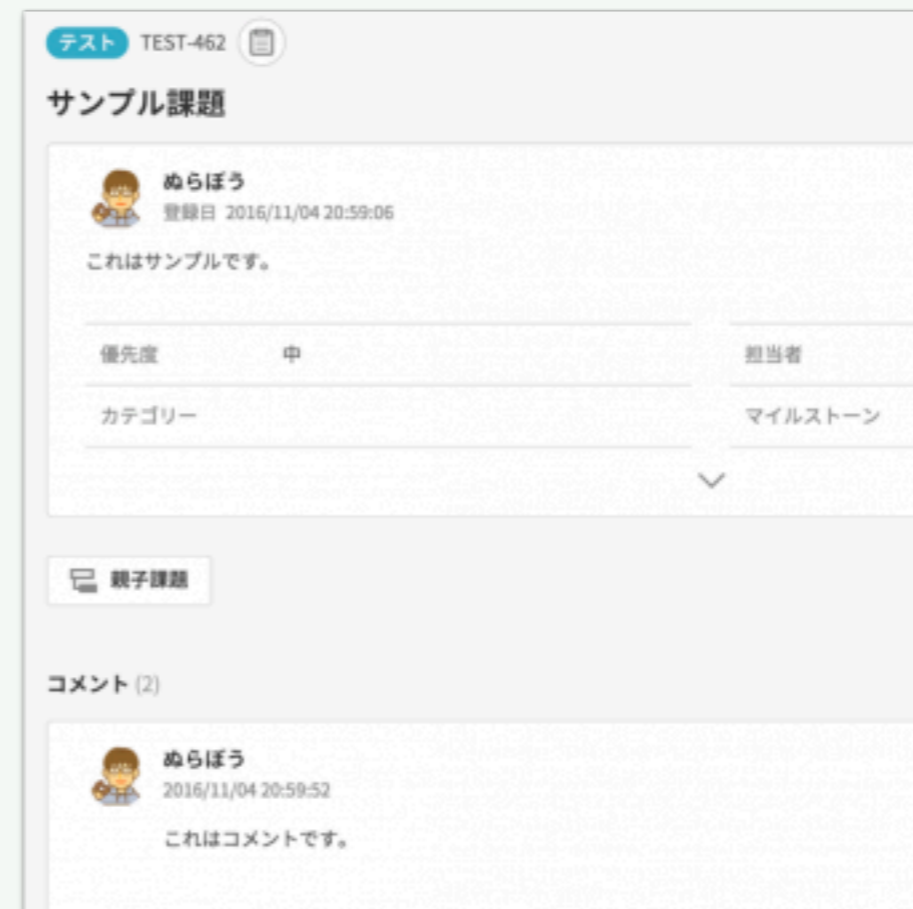 テスト TEST-462
サンプル課題
ぬらぼう
登録日 2016/11/04 20:59:06
これはサンプルです。
優先度 中 担当者
カテゴリー マイルストーン
親子課題
コメント (2)
ぬらぼう
2016/11/04 20:59:52
これはコメントです。